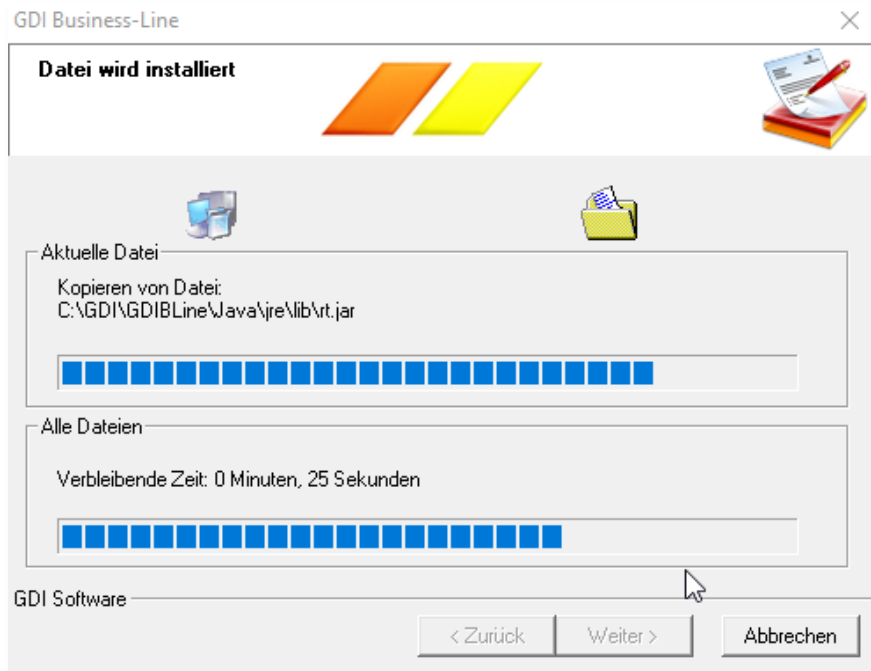 GDI Business-Line
Datei wird installiert
Aktuelle Datei
Kopieren von Datei:
C:\GDI\GDIBLine\Java\jre\lib\rt.jar
Alle Dateien
Verbleibende Zeit: 0 Minuten, 25 Sekunden
GDI Software
< Zurück
Weiter >
Abbrechen